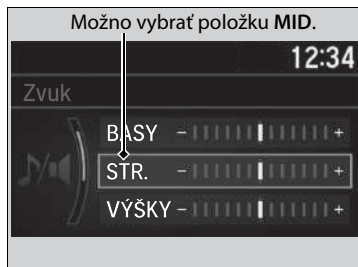 Možno vybrať položku MID.
12:34
Zvuk
BASY - +
STR. - +
VÝŠKY - +